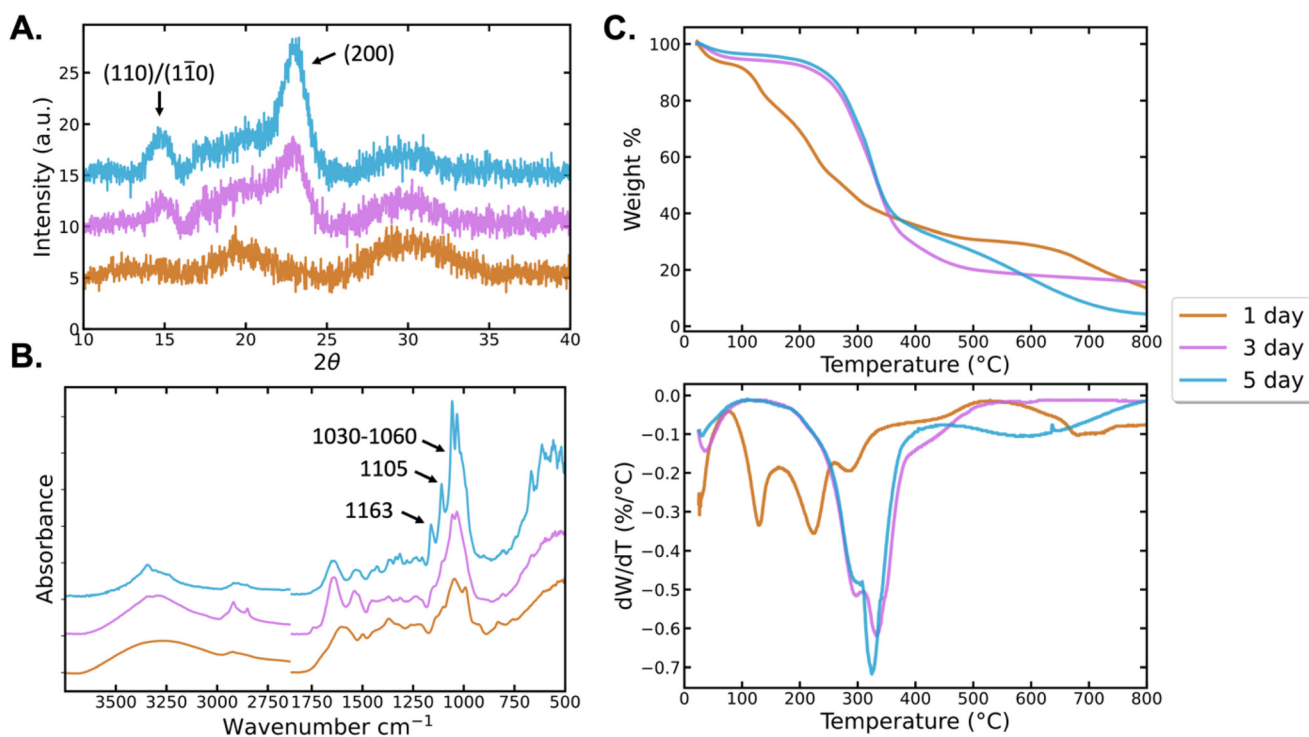 A.
(110)/(11̄0)
(200)
Intensity (a.u.)
25
20
15
10
5
0
10 15 20 25 30 35 40
2θ
B.
1030-1060
1105
1163
Absorbance
3500 3250 3000 2750 1750 1500 1250 1000 750 500
Wavenumber cm⁻¹
C.
Weight %
100
80
60
40
20
0
0 100 200 300 400 500 600 700 800
Temperature (°C)
1 day
3 day
5 day
dW/dT (%/°C)
0.0
−0.1
−0.2
−0.3
−0.4
−0.5
−0.6
−0.7
0 100 200 300 400 500 600 700 800
Temperature (°C)